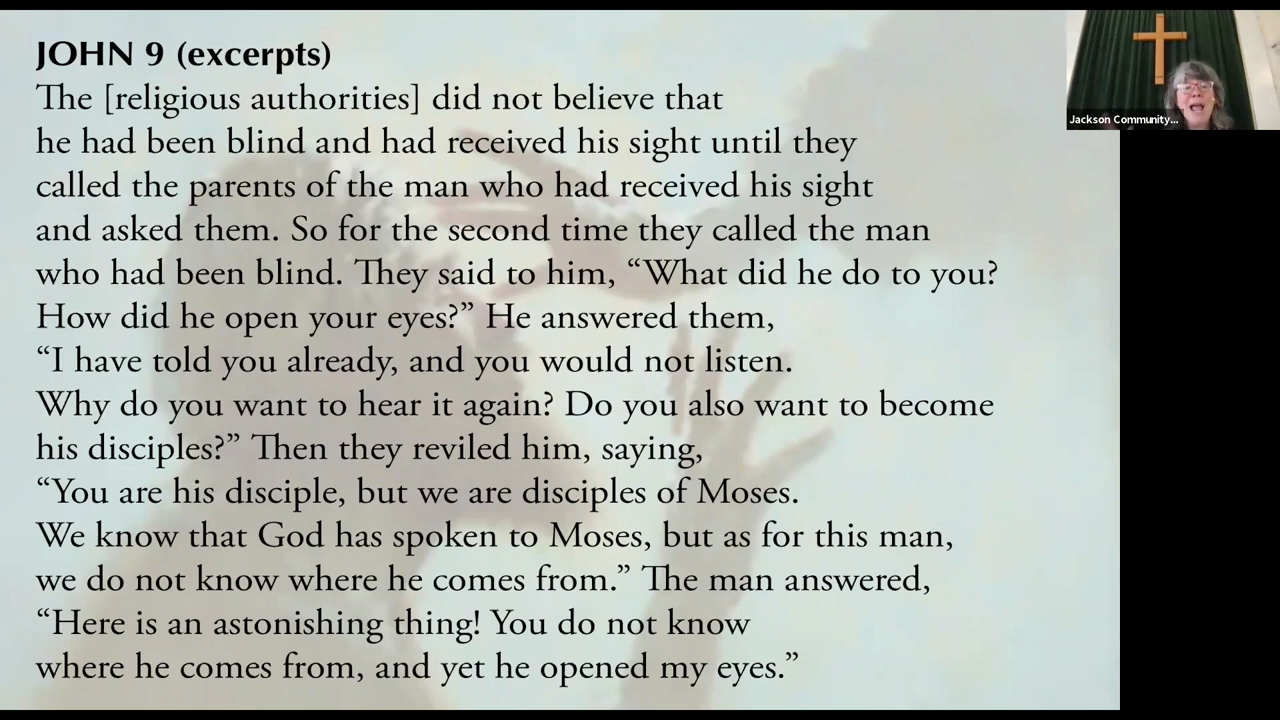 JOHN 9 (excerpts)
The [religious authorities] did not believe that
he had been blind and had received his sight until they
called the parents of the man who had received his sight
and asked them. So for the second time they called the man
who had been blind. They said to him, “What did he do to you?
How did he open your eyes?” He answered them,
“I have told you already, and you would not listen.
Why do you want to hear it again? Do you also want to become
his disciples?” Then they reviled him, saying,
“You are his disciple, but we are disciples of Moses.
We know that God has spoken to Moses, but as for this man,
we do not know where he comes from.” The man answered,
“Here is an astonishing thing! You do not know
where he comes from, and yet he opened my eyes.”
Jackson Community...